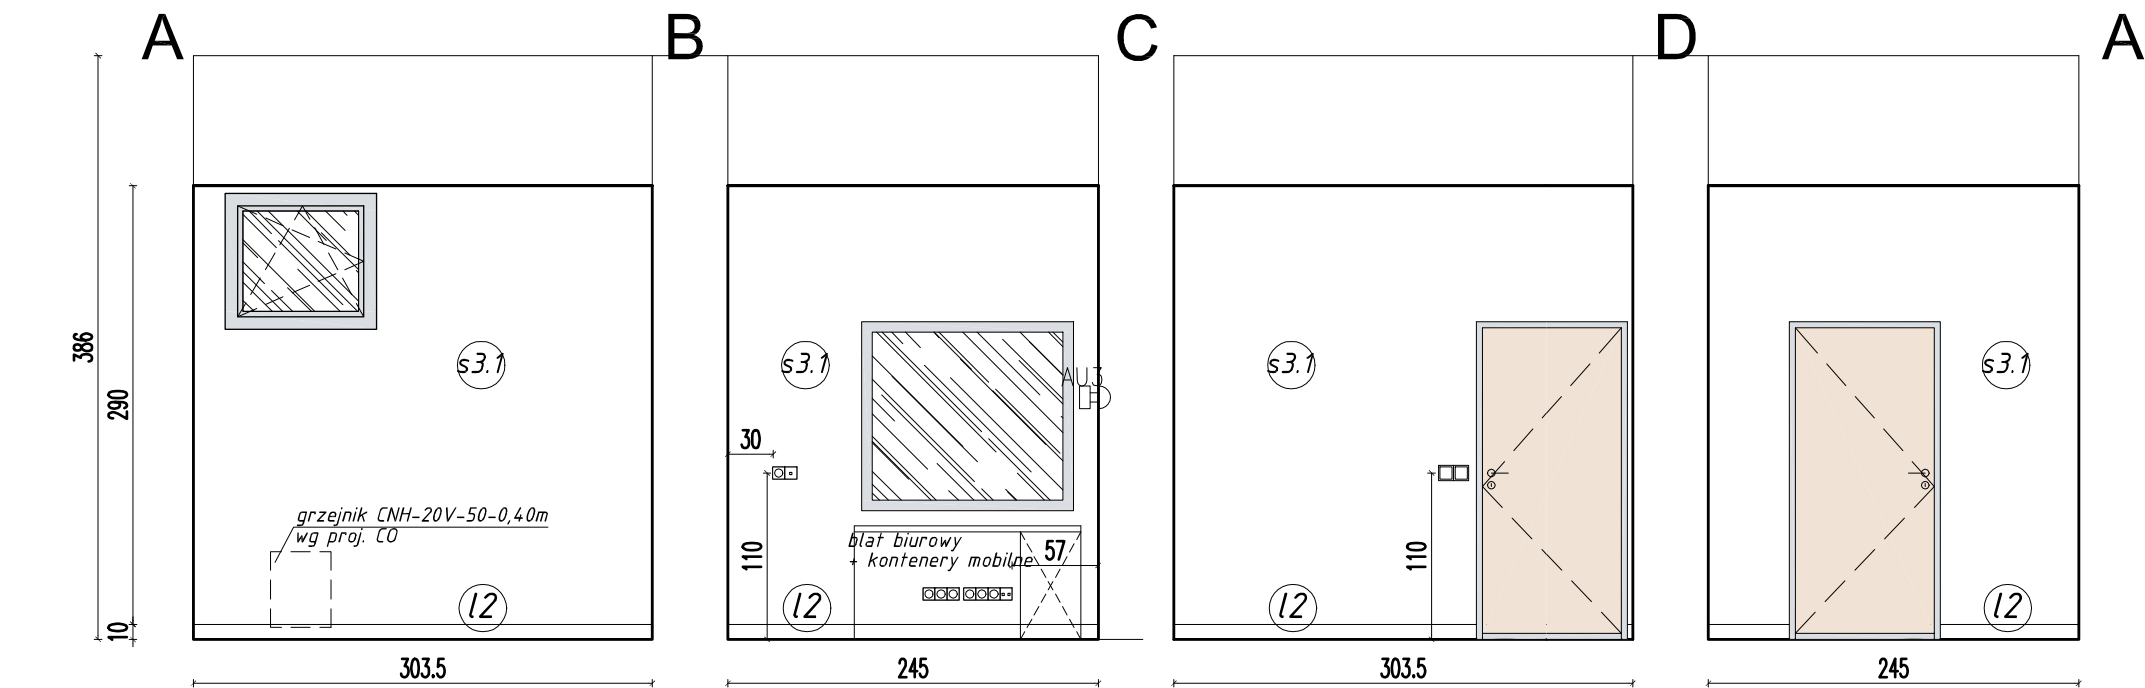 A
B
C
D
A
386
290
10
s3.1
grzejnik CNH-20V-50-0,40m
wg proj. CO
l2
303.5
s3.1
AU3
30
110
blat biurowy
+ kontenery mobilne
57
l2
245
s3.1
110
l2
303.5
s3.1
l2
245